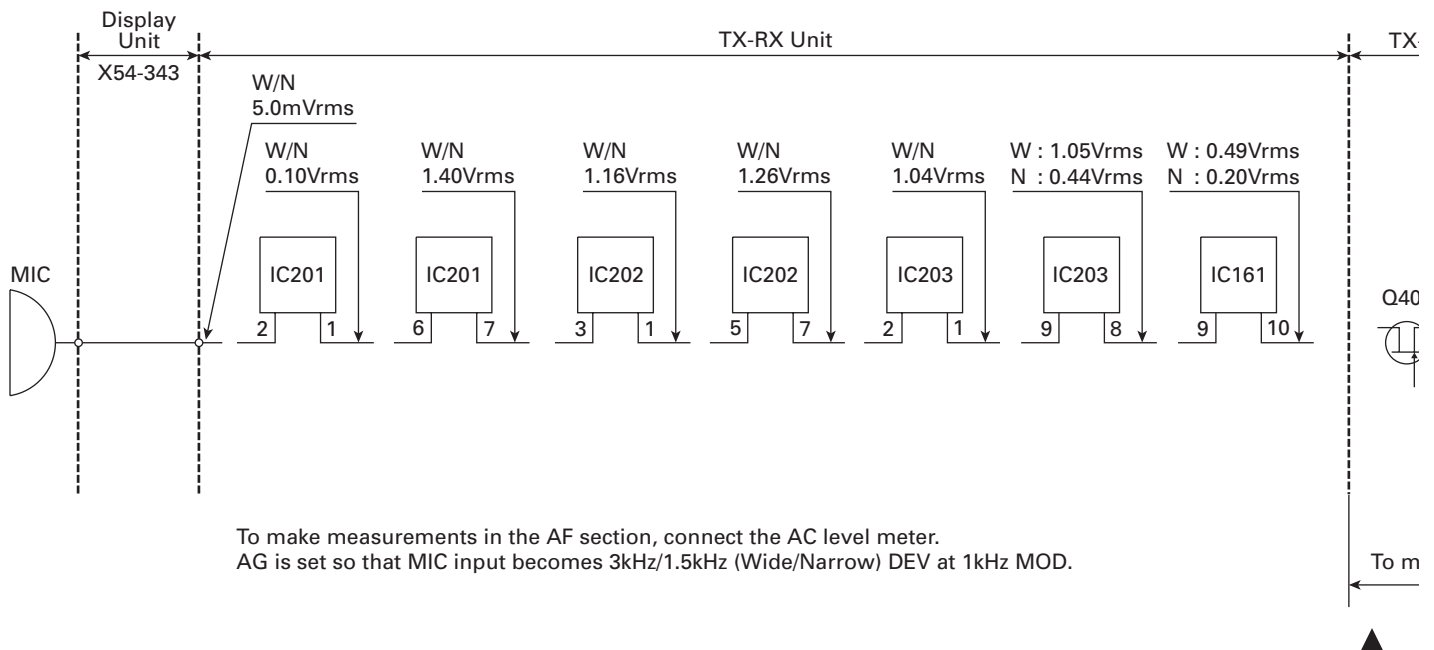 Display
Unit
X54-343
TX-RX Unit
TX-
W/N
5.0mVrms
W/N
0.10Vrms
W/N
1.40Vrms
W/N
1.16Vrms
W/N
1.26Vrms
W/N
1.04Vrms
W : 1.05Vrms
N : 0.44Vrms
W : 0.49Vrms
N : 0.20Vrms
MIC
IC201
IC201
IC202
IC202
IC203
IC203
IC161
Q40
2 1
6 7
3 1
5 7
2 1
9 8
9 10
To make measurements in the AF section, connect the AC level meter.
AG is set so that MIC input becomes 3kHz/1.5kHz (Wide/Narrow) DEV at 1kHz MOD.
To m